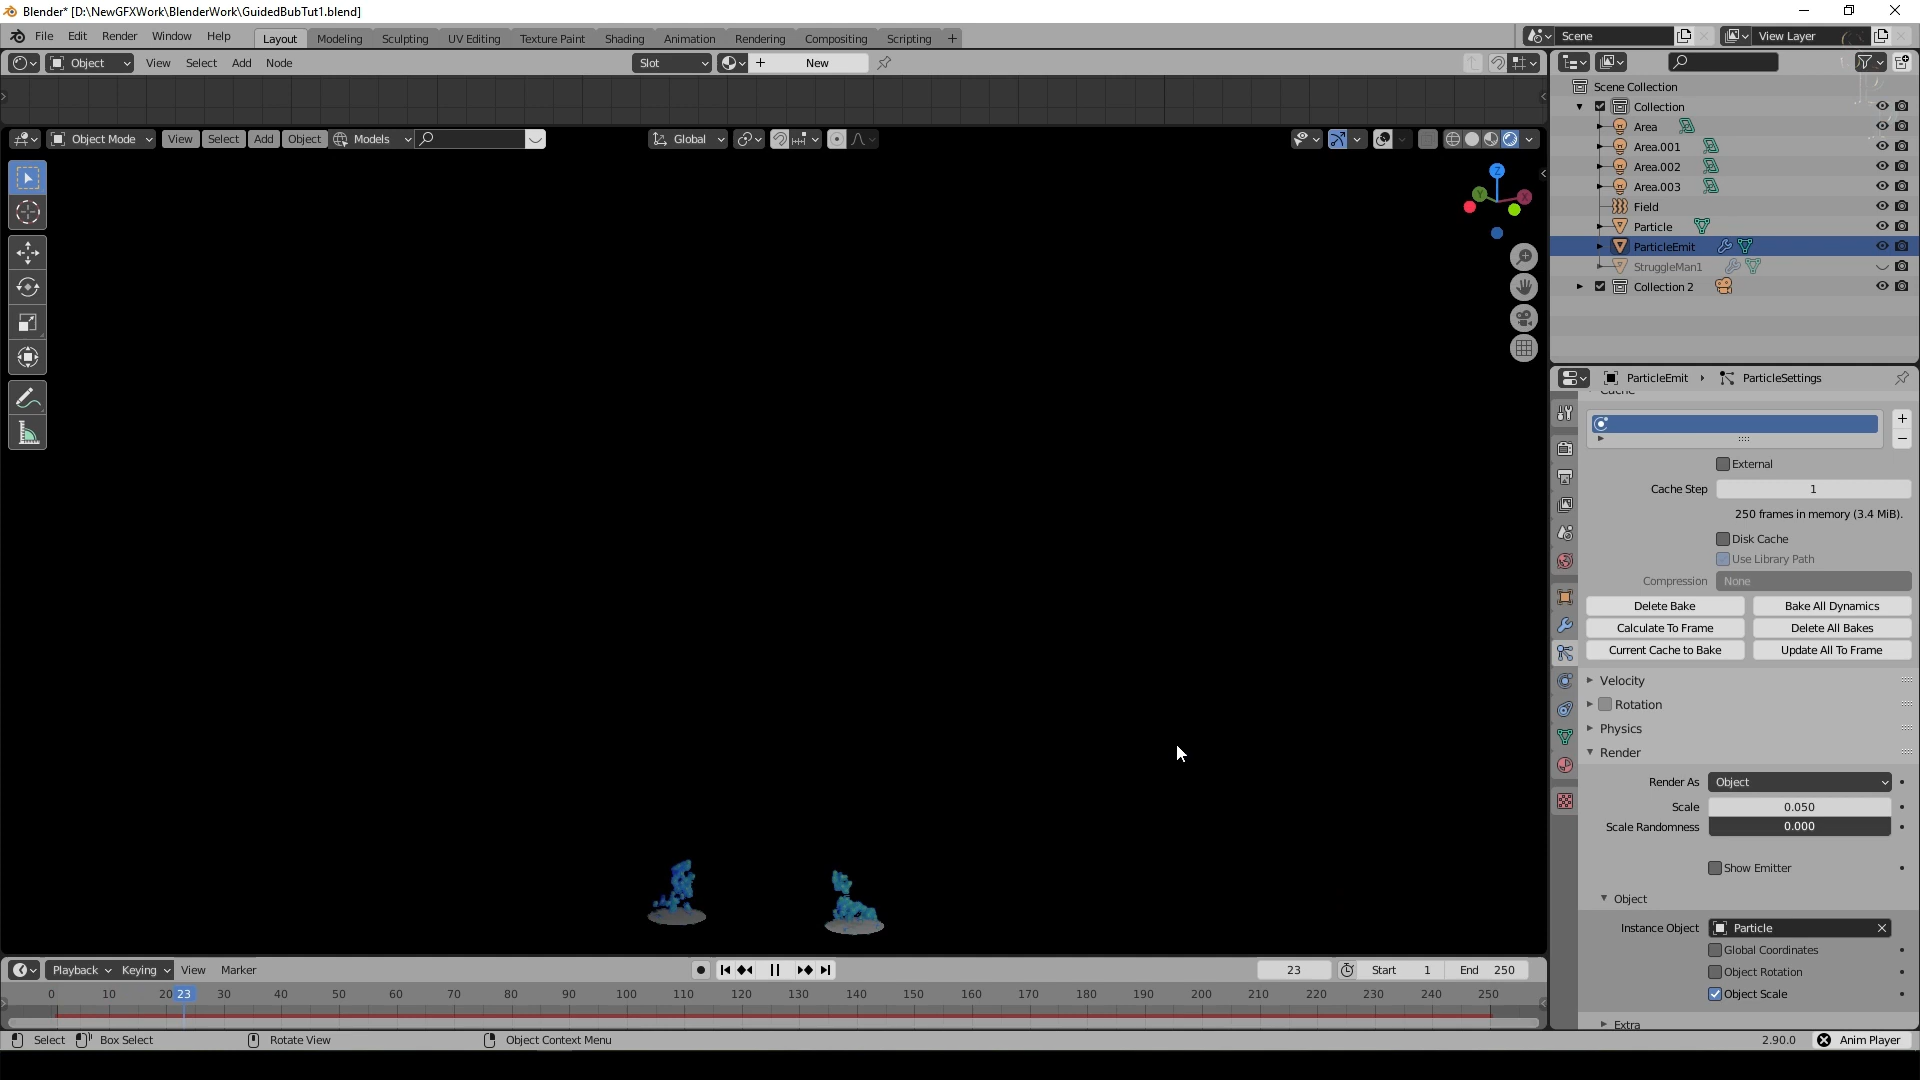 Blender* [D:\NewGFXWork\BlenderWork\GuidedBubTut1.blend]
File Edit Render Window Help Layout Modeling Sculpting UV Editing Texture Paint Shading Animation Rendering Compositing Scripting + Scene View Layer
Object View Select Add Node Slot + New
Scene Collection
Collection
Object Mode View Select Add Object Models Global
Area
Area.001
Area.002
Area.003
Field
Particle
ParticleEmit
StruggleMan1
Collection 2
Z
Y
X
ParticleEmit › ParticleSettings
Cache
External
Cache Step 1
250 frames in memory (3.4 MiB).
Disk Cache
Use Library Path
Compression None
Delete Bake Bake All Dynamics
Calculate To Frame Delete All Bakes
Current Cache to Bake Update All To Frame
Velocity
Rotation
Physics
Render
Render As Object
Scale 0.050
Scale Randomness 0.000
Show Emitter
Object
Instance Object Particle
Global Coordinates
Object Rotation
Object Scale
Extra
Playback Keying View Marker 23 Start 1 End 250
0 10 20 23 30 40 50 60 70 80 90 100 110 120 130 140 150 160 170 180 190 200 210 220 230 240 250
Select Box Select Rotate View Object Context Menu 2.90.0 Anim Player